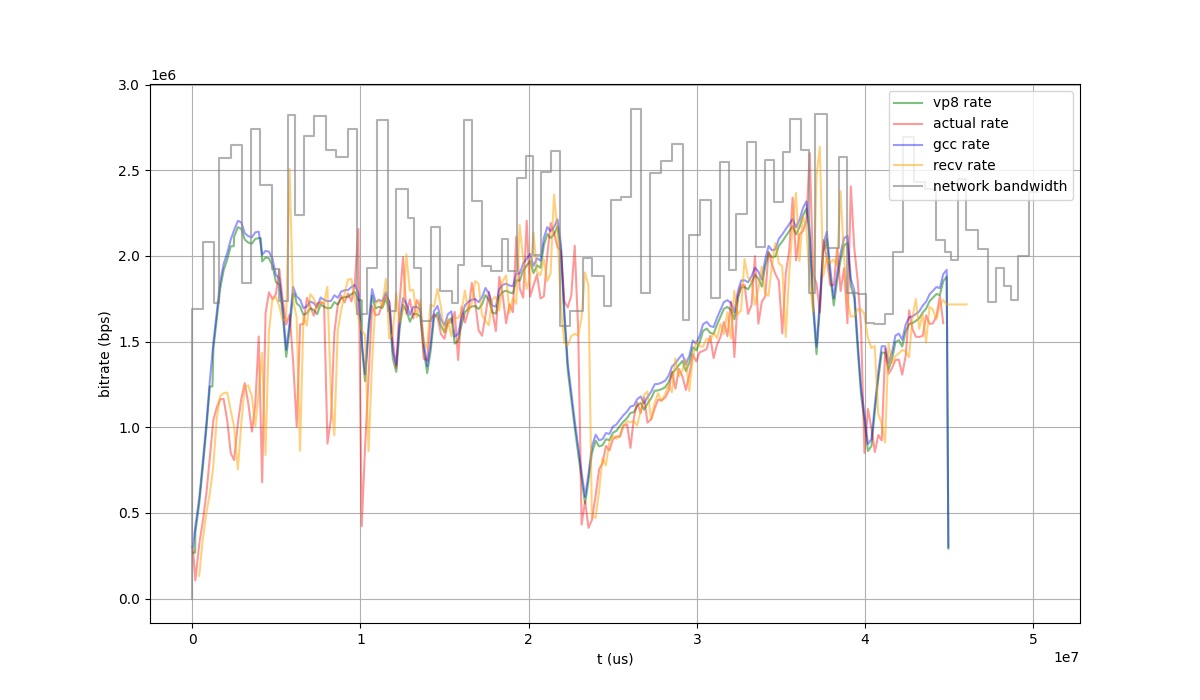 1e6
3.0
2.5
2.0
1.5
1.0
0.5
0.0
bitrate (bps)
vp8 rate
actual rate
gcc rate
recv rate
network bandwidth
0
1
2
3
4
5
t (us)
1e7